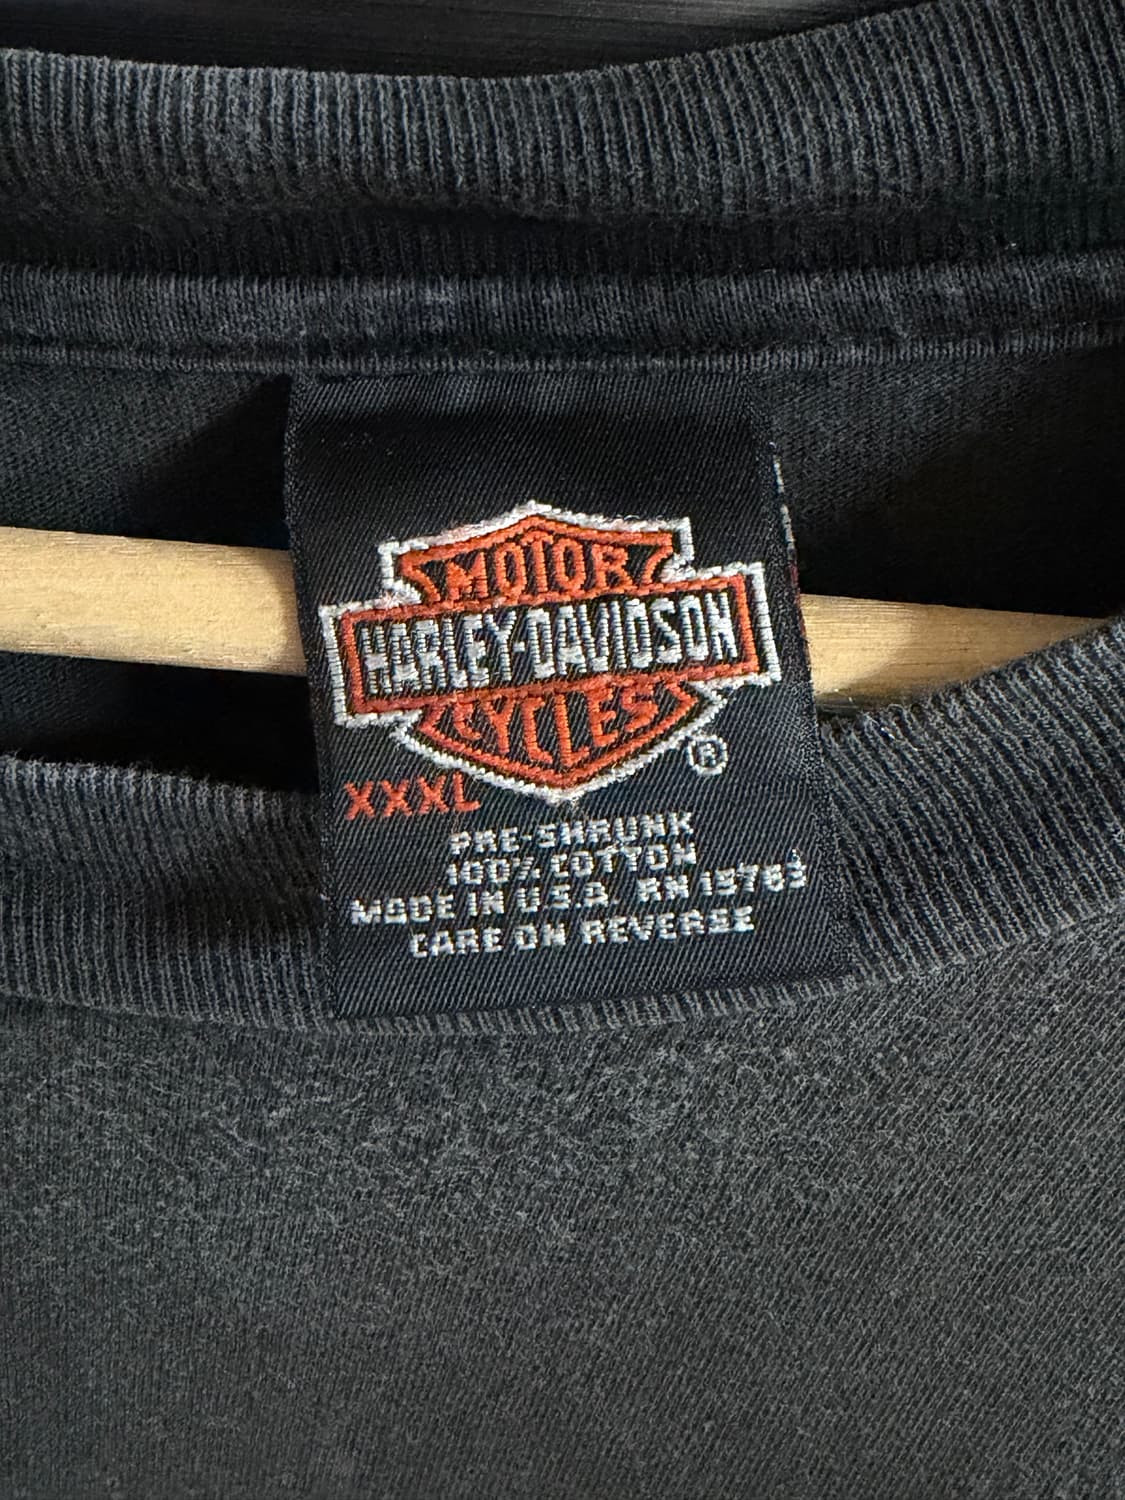 MOTOR
HARLEY-DAVIDSON
CYCLES
®
XXXL
PRE-SHRUNK
100% COTTON
MADE IN U.S.A. RN 15763
CARE ON REVERSE